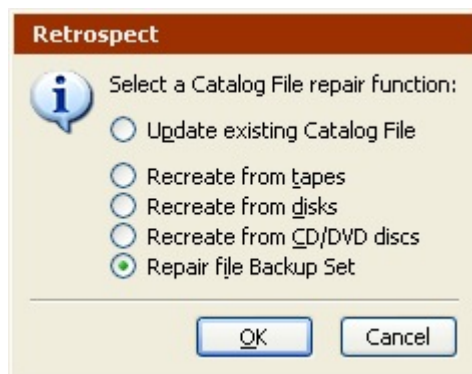 Retrospect
Select a Catalog File repair function:
Update existing Catalog File
Recreate from tapes
Recreate from disks
Recreate from CD/DVD discs
Repair file Backup Set
OK
Cancel